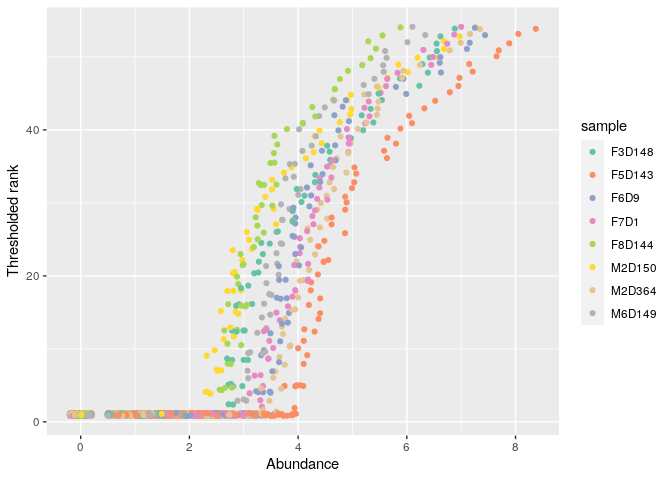 Thresholded rank
40
20
0
0
2
4
6
8
Abundance
sample
F3D148
F5D143
F6D9
F7D1
F8D144
M2D150
M2D364
M6D149